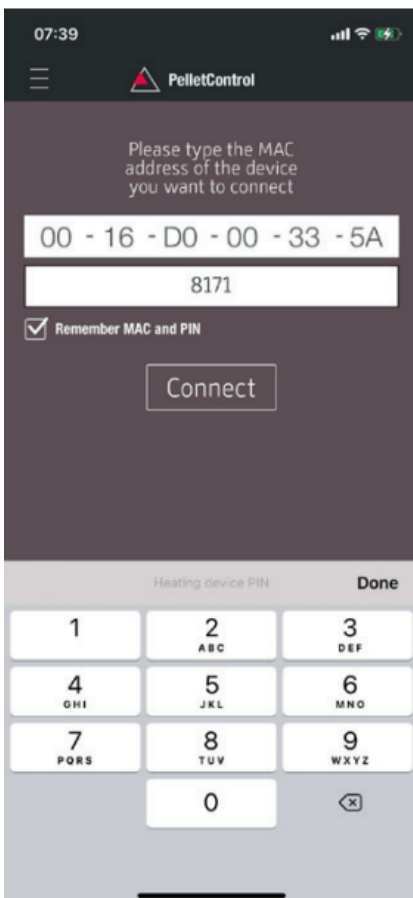 07:39
PelletControl
Please type the MAC
address of the device
you want to connect
00 - 16 - D0 - 00 - 33 - 5A
8171
Remember MAC and PIN
Connect
Heating device PIN Done
1 2 3
ABC DEF
4 5 6
GHI JKL MNO
7 8 9
PQRS TUV WXYZ
0